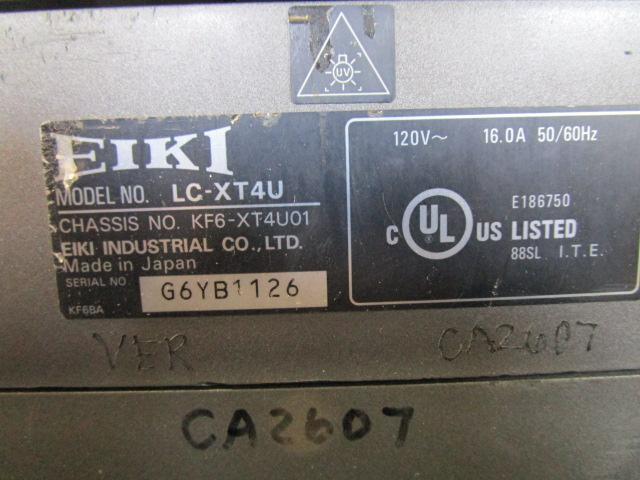 UV
EIKI
MODEL NO. LC-XT4U
CHASSIS NO. KF6-XT4U01
EIKI INDUSTRIAL CO., LTD.
Made in Japan
SERIAL NO. G6YB1126
KF6BA
120V~ 16.0A 50/60Hz
E186750
C UL US LISTED
88SL I.T.E.
VER
CA2607
CA2607